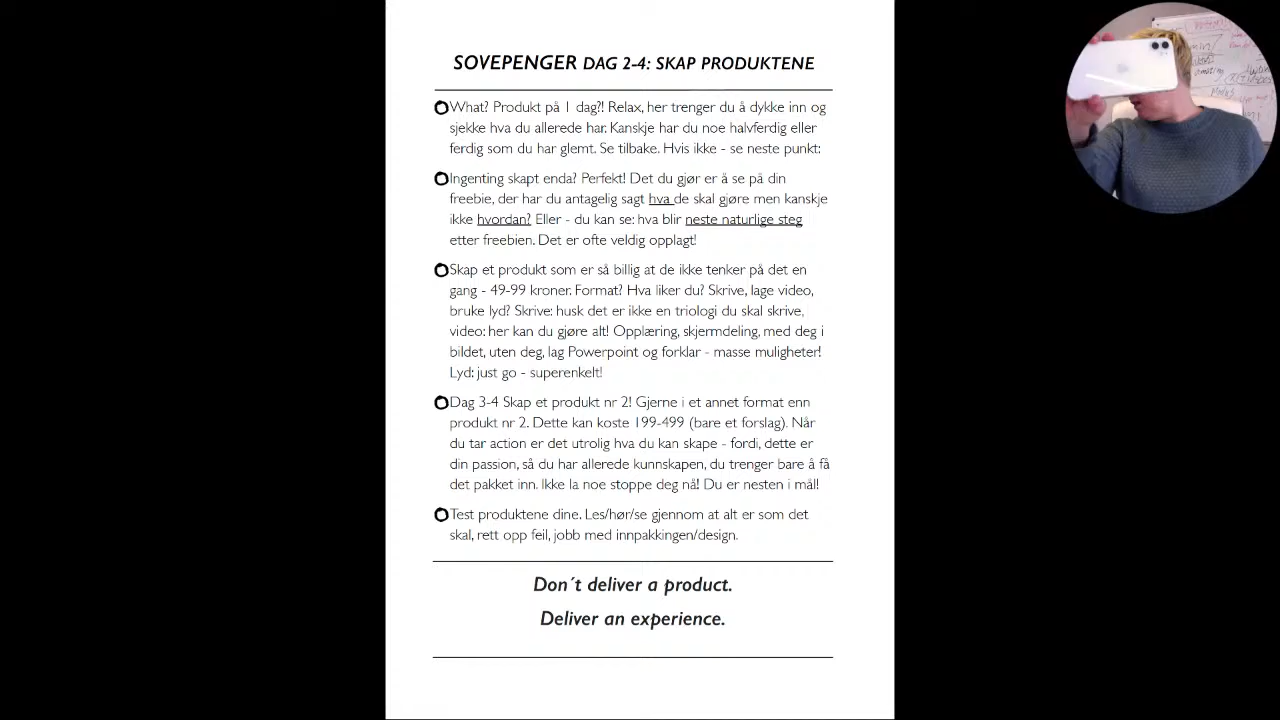 SOVEPENGER DAG 2-4: SKAP PRODUKTENE
What? Produkt på 1 dag?! Relax, her trenger du å dykke inn og
sjekke hva du allerede har. Kanskje har du noe halvferdig eller
ferdig som du har glemt. Se tilbake. Hvis ikke - se neste punkt:
Ingenting skapt enda? Perfekt! Det du gjør er å se på din
freebie, der har du antagelig sagt hva de skal gjøre men kanskje
ikke hvordan? Eller - du kan se: hva blir neste naturlige steg
etter freebien. Det er ofte veldig opplagt!
Skap et produkt som er så billig at de ikke tenker på det en
gang - 49-99 kroner. Format? Hva liker du? Skrive, lage video,
bruke lyd? Skrive: husk det er ikke en triologi du skal skrive,
video: her kan du gjøre alt! Opplæring, skjermdeling, med deg i
bildet, uten deg, lag Powerpoint og forklar - masse muligheter!
Lyd: just go - superenkelt!
Dag 3-4 Skap et produkt nr 2! Gjerne i et annet format enn
produkt nr 2. Dette kan koste 199-499 (bare et forslag). Når
du tar action er det utrolig hva du kan skape - fordi, dette er
din passion, så du har allerede kunnskapen, du trenger bare å få
det pakket inn. Ikke la noe stoppe deg nå! Du er nesten i mål!
Test produktene dine. Les/hør/se gjennom at alt er som det
skal, rett opp feil, jobb med innpakkingen/design.
Don´t deliver a product.
Deliver an experience.